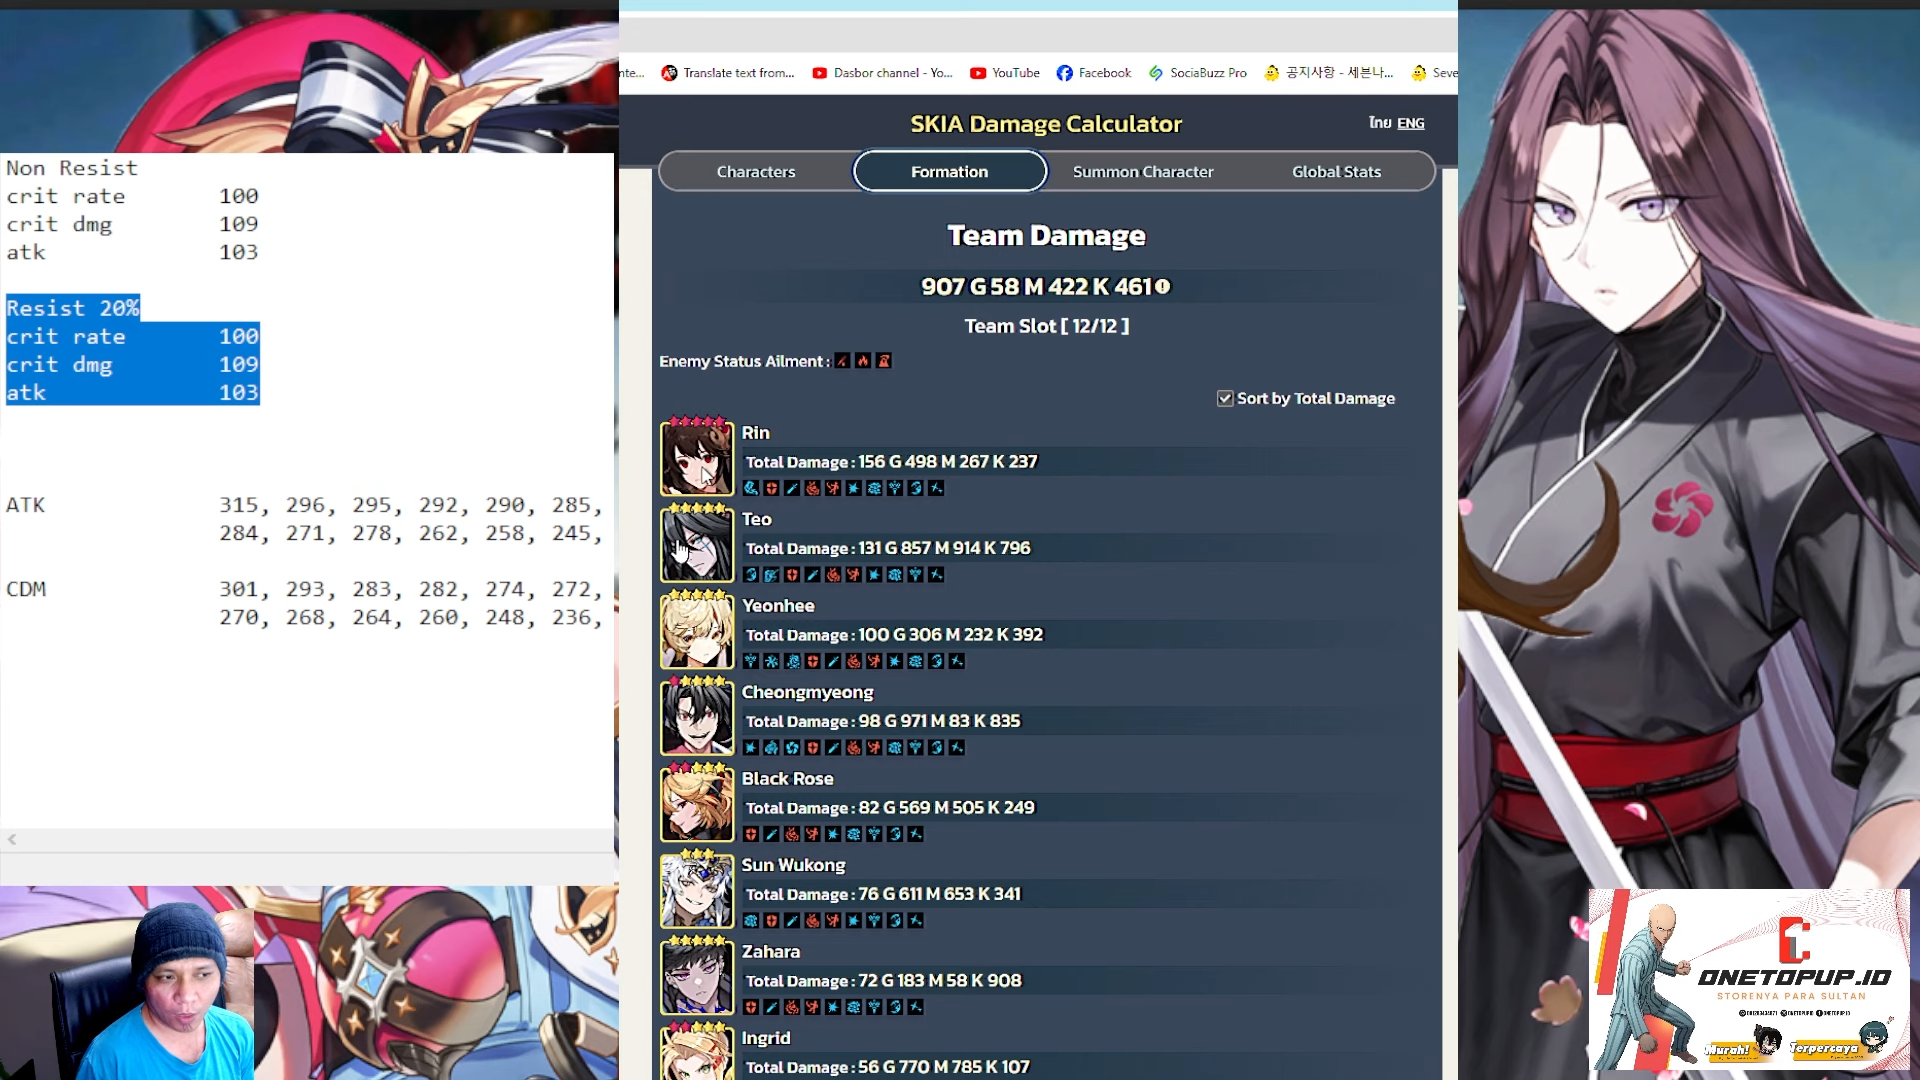 Non Resist
crit rate 100
crit dmg 109
atk 103
Resist 20%
crit rate 100
crit dmg 109
atk 103
ATK 315, 296, 295, 292, 290, 285,
284, 271, 278, 262, 258, 245,
CDM 301, 293, 283, 282, 274, 272,
270, 268, 264, 260, 248, 236,
nte... Translate text from... Dasbor channel - Yo... YouTube Facebook SociaBuzz Pro 공지사항 - 세븐나... Seve
SKIA Damage Calculator
ไทย ENG
Characters Formation Summon Character Global Stats
Team Damage
907 G 58 M 422 K 461
Team Slot [ 12/12 ]
Enemy Status Ailment :
Sort by Total Damage
Rin
Total Damage : 156 G 498 M 267 K 237
Teo
Total Damage : 131 G 857 M 914 K 796
Yeonhee
Total Damage : 100 G 306 M 232 K 392
Cheongmyeong
Total Damage : 98 G 971 M 83 K 835
Black Rose
Total Damage : 82 G 569 M 505 K 249
Sun Wukong
Total Damage : 76 G 611 M 653 K 341
Zahara
Total Damage : 72 G 183 M 58 K 908
Ingrid
Total Damage : 56 G 770 M 785 K 107
ONETOPUP.ID
STORENYA PARA SULTAN
Murah! Terpercaya